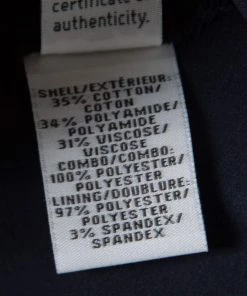 certificate of
authenticity.
SHELL/EXTÉRIEUR:
35% COTTON/
COTON
34% POLYAMIDE/
POLYAMIDE
31% VISCOSE/
VISCOSE
COMBO/COMBO:
100% POLYESTER/
POLYESTER
LINING/DOUBLURE:
97% POLYESTER/
POLYESTER
3% SPANDEX/
SPANDEX